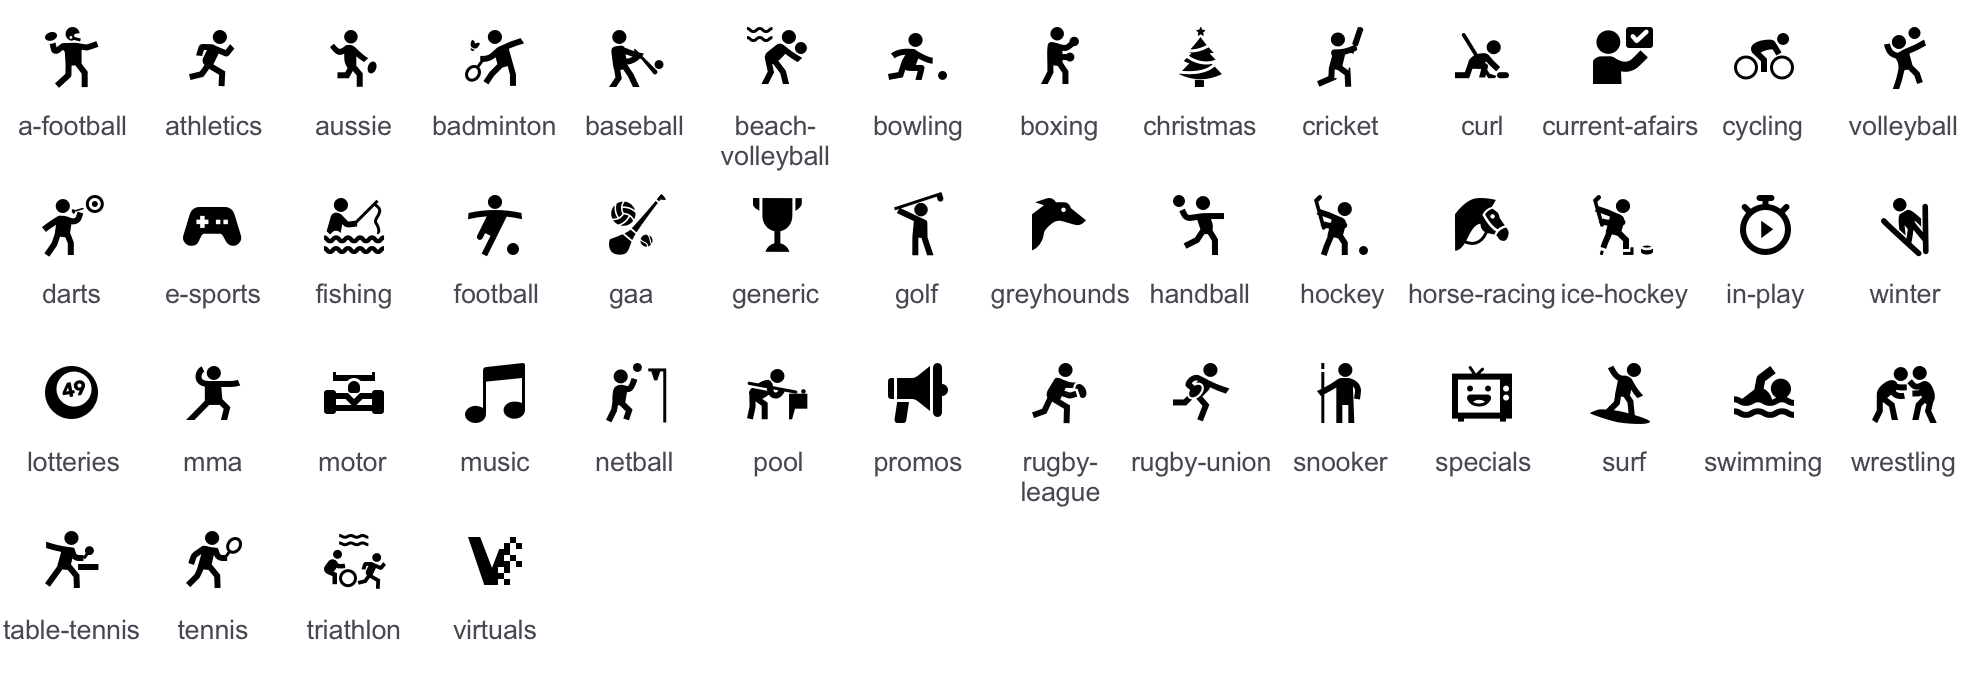 a-football athletics aussie badminton baseball beach-volleyball bowling boxing christmas cricket curl current-afairs cycling volleyball
darts e-sports fishing football gaa generic golf greyhounds handball hockey horse-racing ice-hockey in-play winter
49
lotteries mma motor music netball pool promos rugby-league rugby-union snooker specials surf swimming wrestling
table-tennis tennis triathlon virtuals